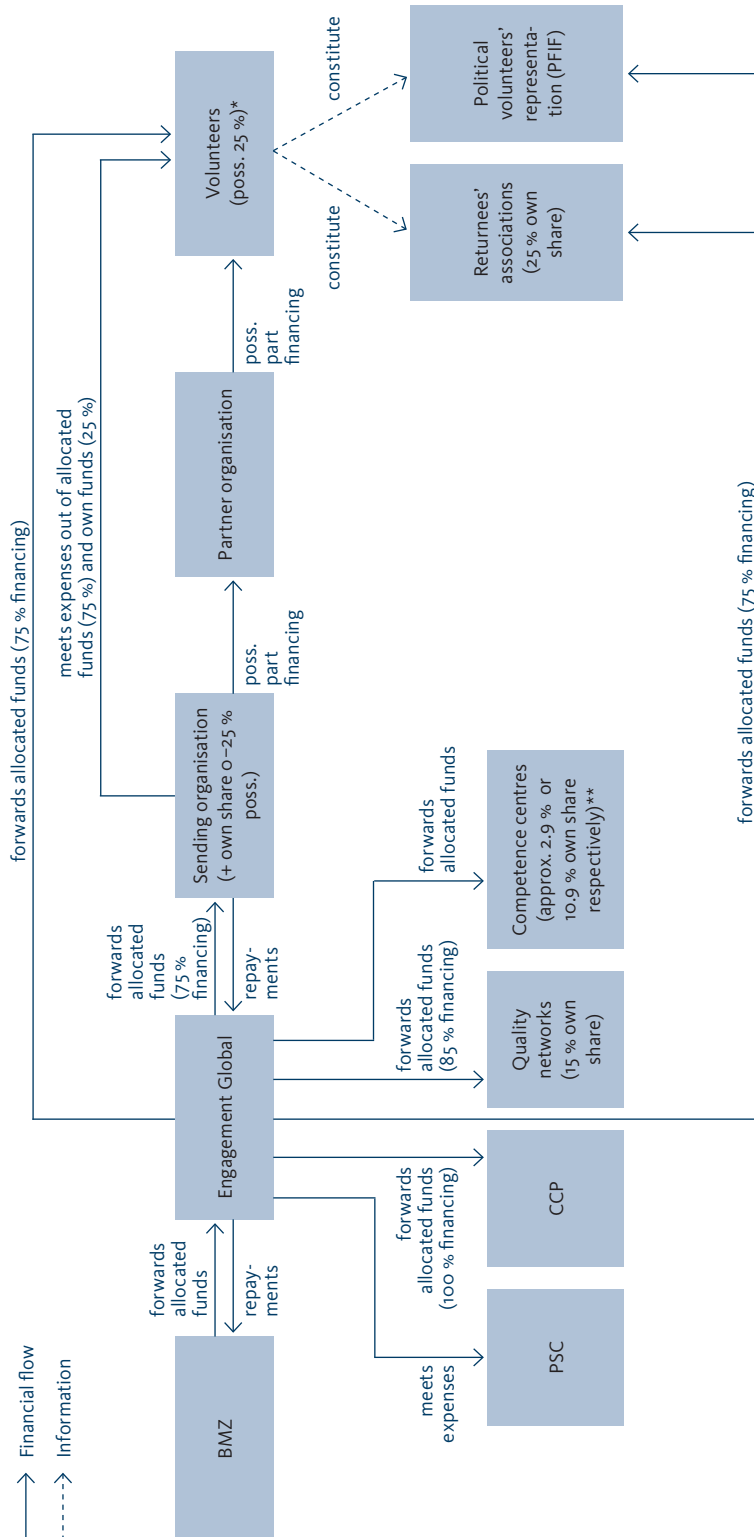 Financial flow
Information
forwards allocated funds (75 % financing)
meets expenses out of allocated
funds (75 %) and own funds (25 %)
BMZ
forwards
allocated
funds
repay-
ments
Engagement Global
forwards
allocated
funds
(75 %
financing)
repay-
ments
Sending organisation
(+ own share 0–25 %
poss.)
poss.
part
financing
Partner organisation
poss.
part
financing
Volunteers
(poss. 25 %)*
constitute
constitute
meets
expenses
forwards
allocated funds
(100 % financing)
forwards
allocated funds
(85 % financing)
forwards
allocated funds
PSC
CCP
Quality
networks
(15 % own
share)
Competence centres
(approx. 2.9 % or
10.9 % own share
respectively)**
Returnees’
associations
(25 % own
share)
Political
volunteers’
representa-
tion (PFIF)
forwards allocated funds (75 % financing)